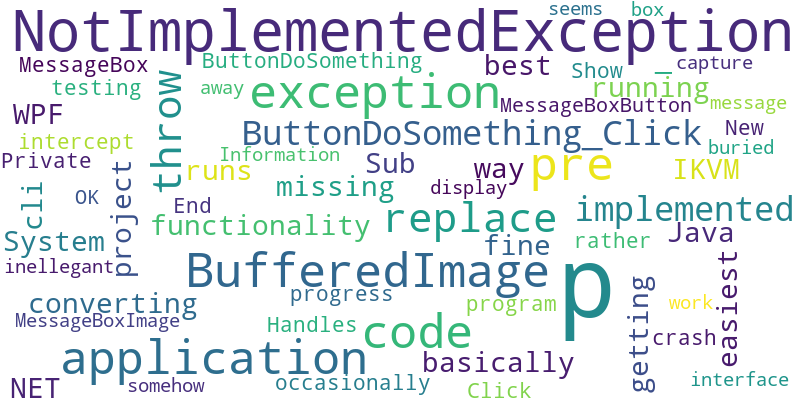 seems box
NotImplementedException
MessageBox ButtonDoSomething best Show _ capture
testing away exception running
WPF throw MessageBoxButton message
intercept ButtonDoSomething_Click New
Private Information buried
runs Sub way pre IKVM
cli OK project missing display
End functionality replace implemented
System fine rather Java
inellegant BufferedImage p
converting progress program getting work easiest
MessageBoxImage Handles code crash
application basically
NET somehow occasionally Click interface